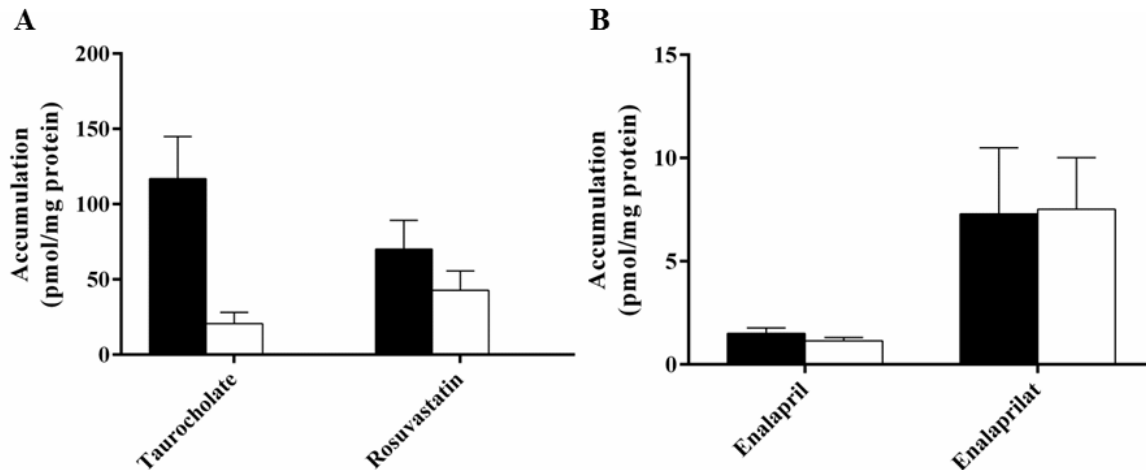 A
Accumulation
(pmol/mg protein)
200
150
100
50
0
Taurocholate
Rosuvastatin
B
Accumulation
(pmol/mg protein)
15
10
5
0
Enalapril
Enalaprilat